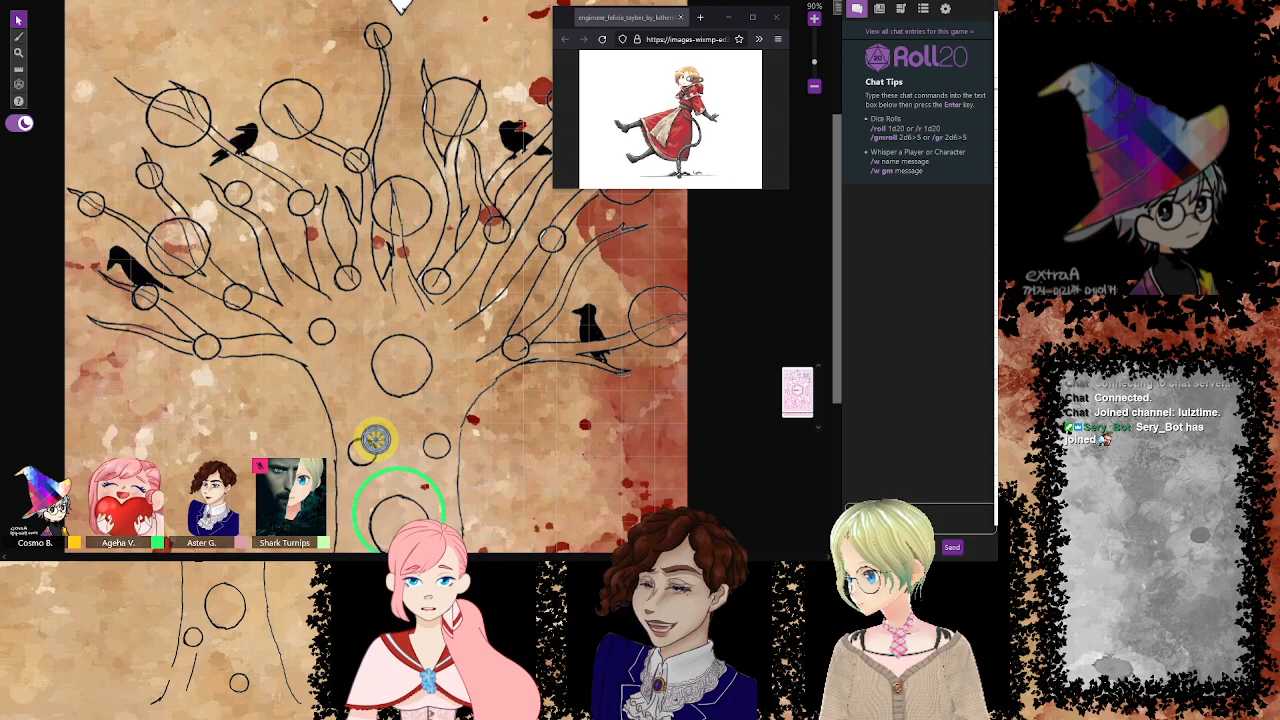 engineer_felicia_tayber_by_luthern
https://images-wixmp-ed3
90%
View all chat entries for this game »
Roll20
Chat Tips
Type these chat commands into the text
box below then press the Enter key.
Dice Rolls
/roll 1d20 or /r 1d20
/gmroll 2d6>5 or /gr 2d6>5
Whisper a Player or Character
/w name message
/w gm message
Send
extraA
Chat Connecting to chat server..
Chat Connected.
Chat Joined channel: lulztime.
Sery_Bot Sery_Bot has
joined
Cosmo B.
Ageha V.
Aster G.
Shark Turnips